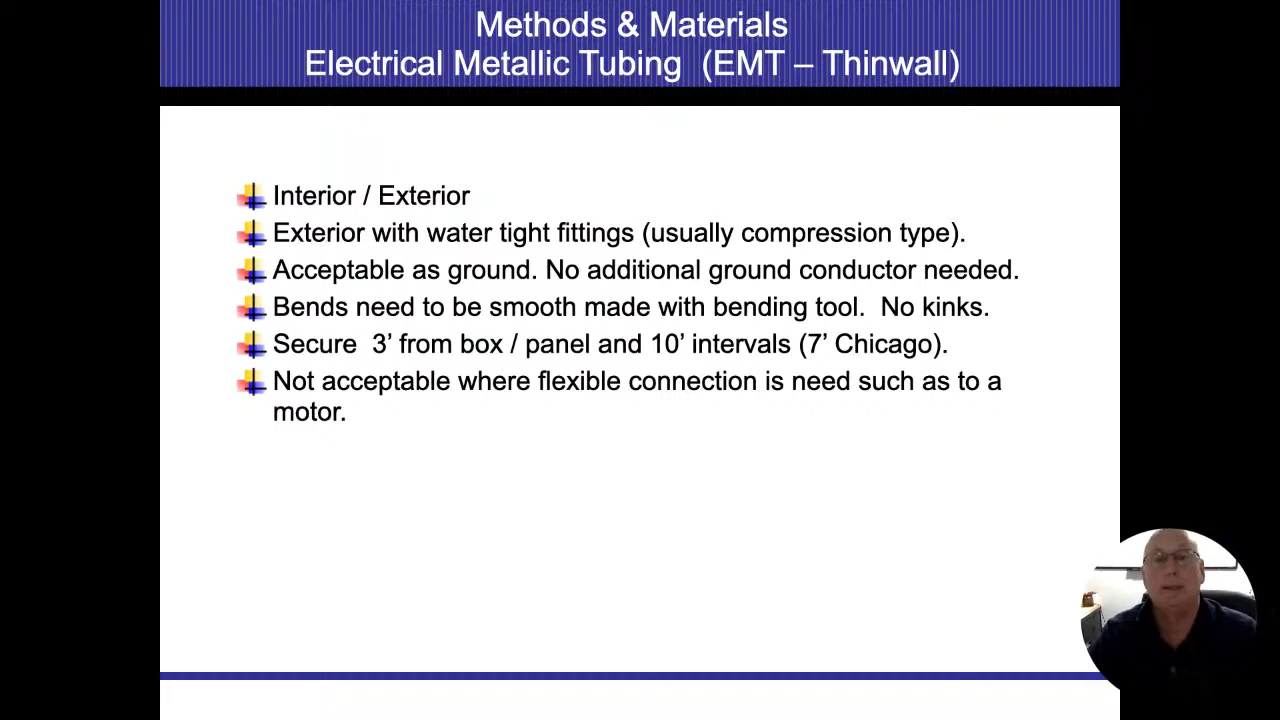 Methods & Materials
Electrical Metallic Tubing (EMT – Thinwall)
Interior / Exterior
Exterior with water tight fittings (usually compression type).
Acceptable as ground. No additional ground conductor needed.
Bends need to be smooth made with bending tool. No kinks.
Secure 3’ from box / panel and 10’ intervals (7’ Chicago).
Not acceptable where flexible connection is need such as to a
motor.